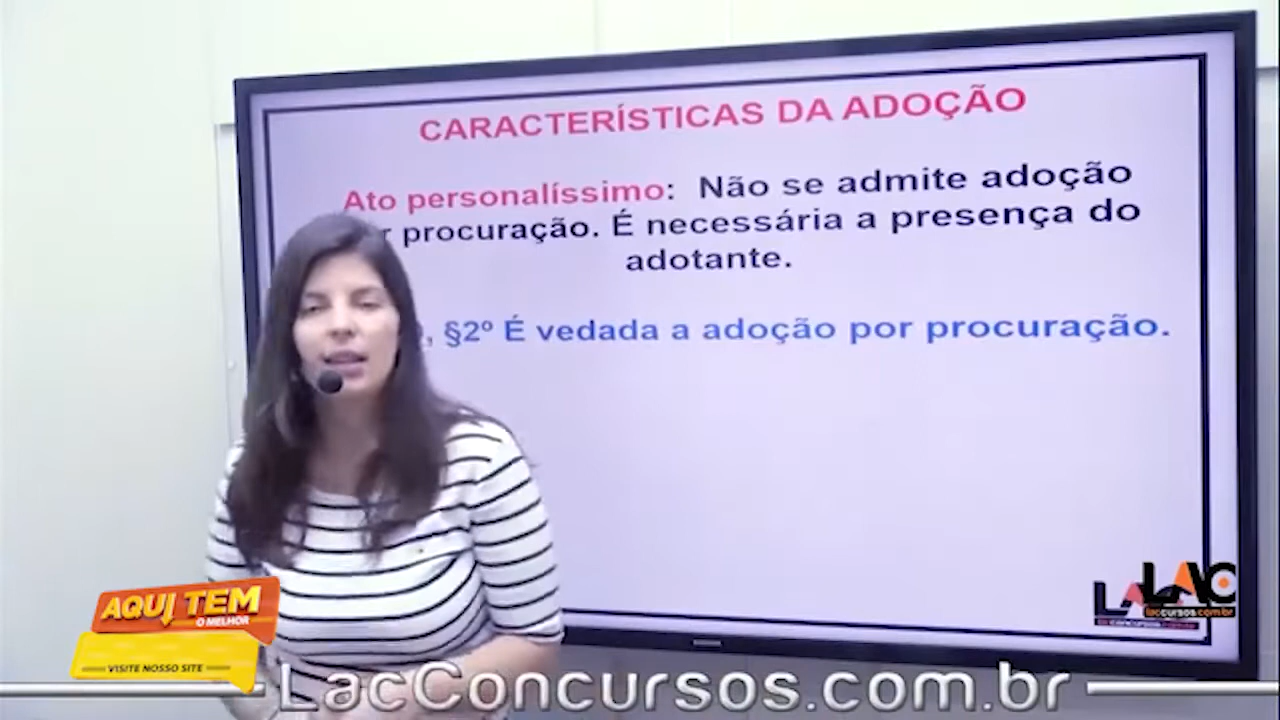 CARACTERÍSTICAS DA ADOÇÃO
Ato personalíssimo: Não se admite adoção
procuração. É necessária a presença do
adotante.
, §2º É vedada a adoção por procuração.
LAC
laccursos.com.br
AQUI TEM
O MELHOR
VISITE NOSSO SITE
LacConcursos.com.br